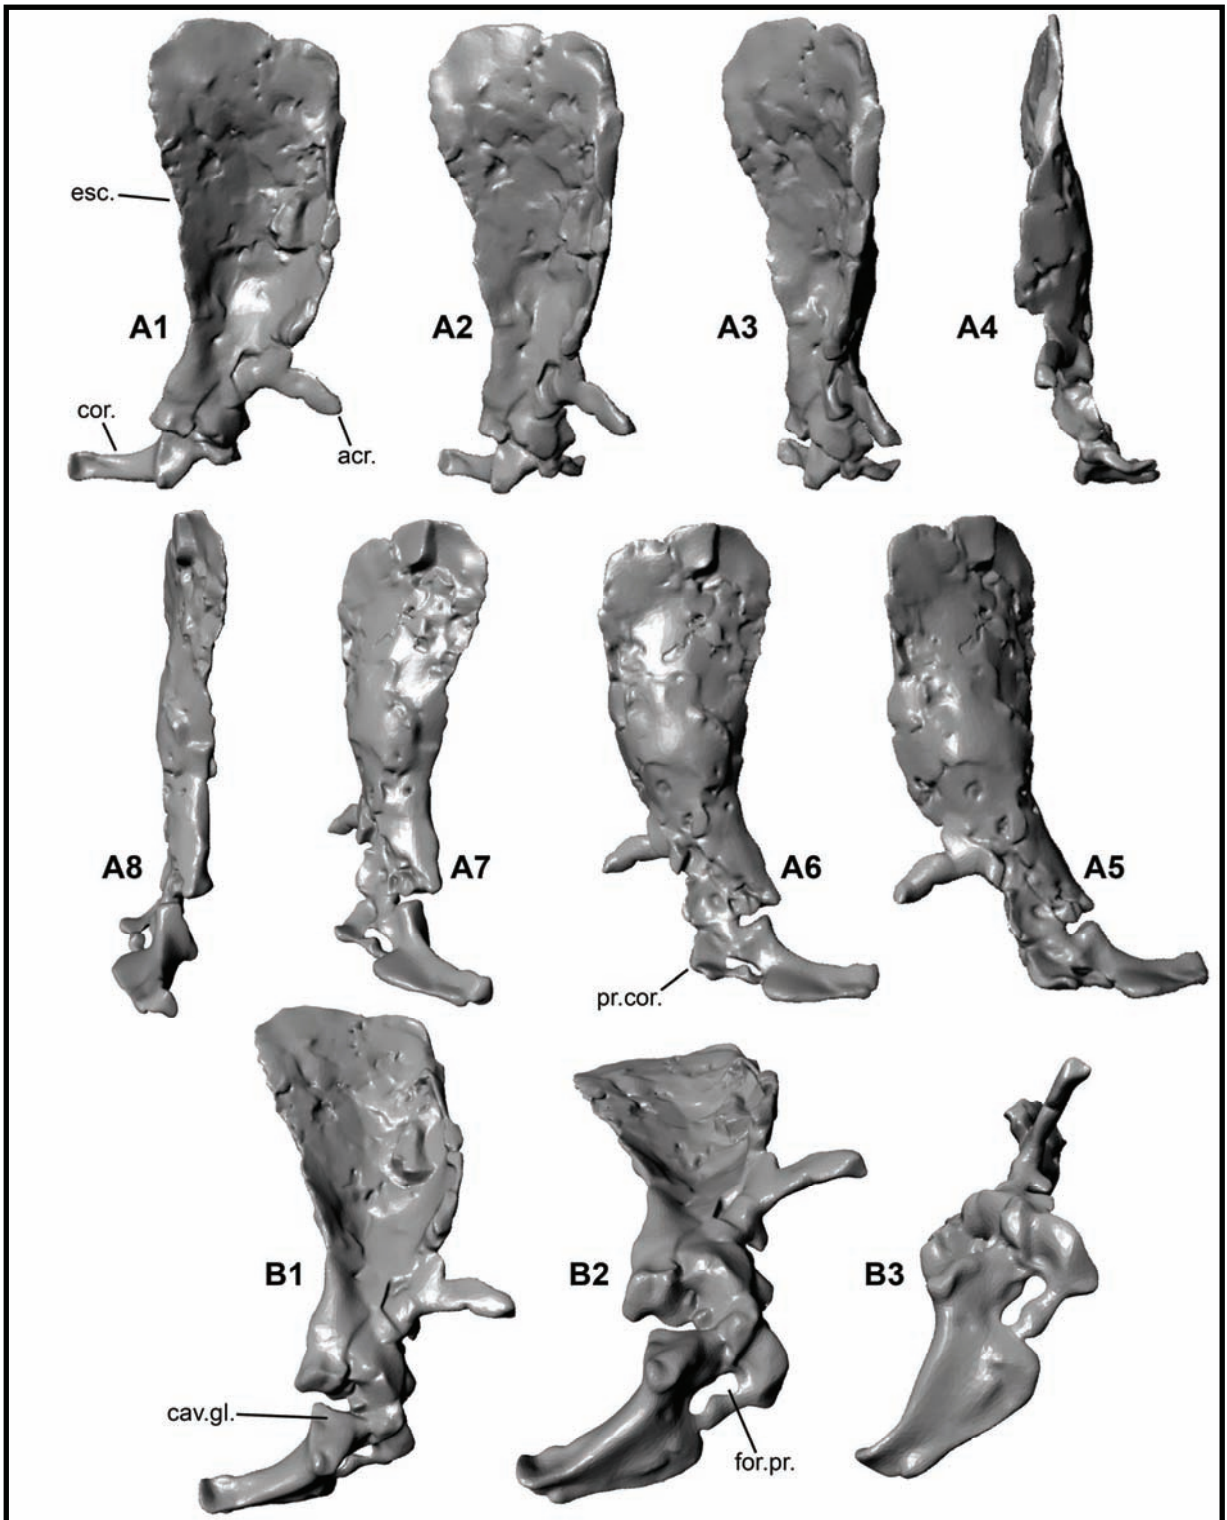 esc.
A1
A2
A3
A4
cor.
acr.
A8
A7
A6
A5
pr.cor.
B1
B2
B3
cav.gl.
for.pr.